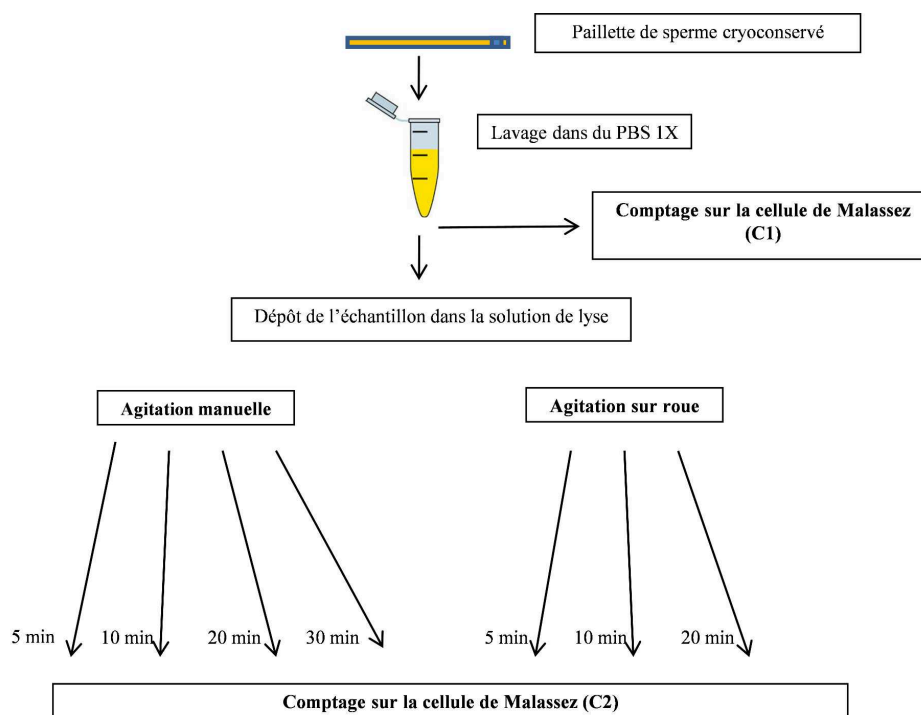 Paillette de sperme cryoconservé
Lavage dans du PBS 1X
Comptage sur la cellule de Malassez
(C1)
Dépôt de l'échantillon dans la solution de lyse
Agitation manuelle
Agitation sur roue
5 min
10 min
20 min
30 min
5 min
10 min
20 min
Comptage sur la cellule de Malassez (C2)